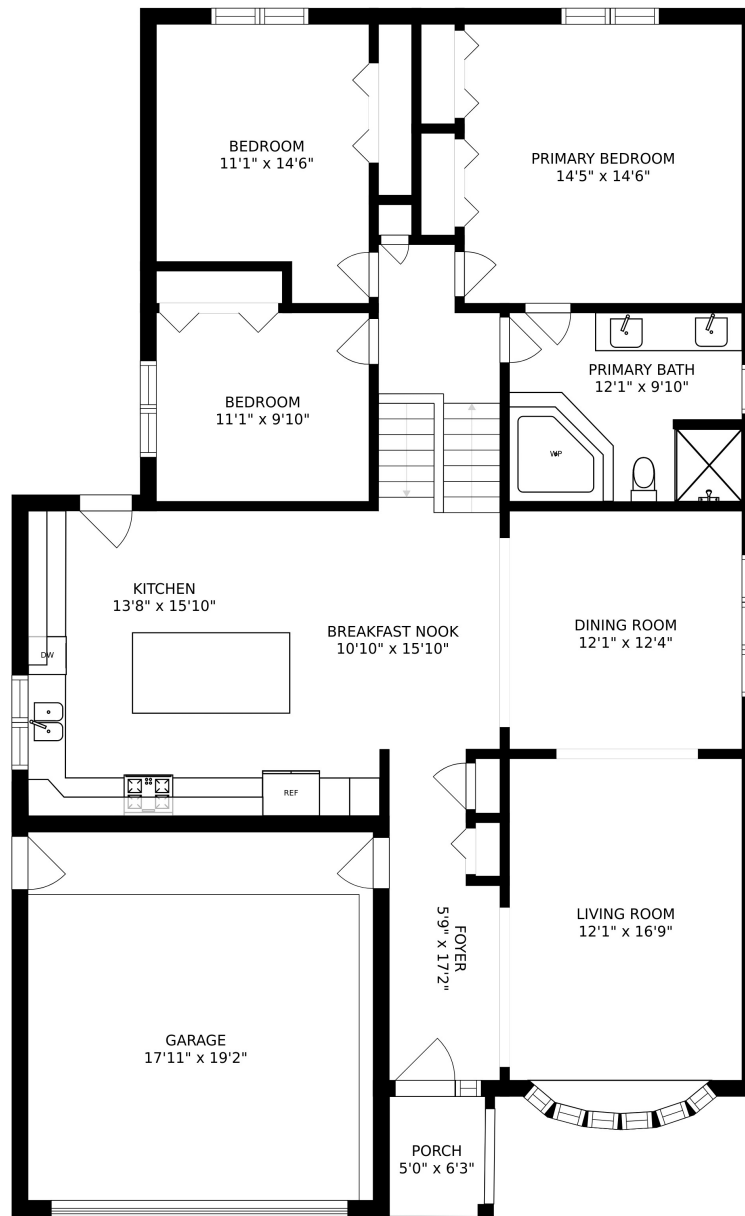 BEDROOM
11'1" x 14'6"
PRIMARY BEDROOM
14'5" x 14'6"
PRIMARY BATH
12'1" x 9'10"
BEDROOM
11'1" x 9'10"
WP
KITCHEN
13'8" x 15'10"
BREAKFAST NOOK
10'10" x 15'10"
DINING ROOM
12'1" x 12'4"
DW
REF
LIVING ROOM
12'1" x 16'9"
FOYER
5'9" x 17'2"
GARAGE
17'11" x 19'2"
PORCH
5'0" x 6'3"